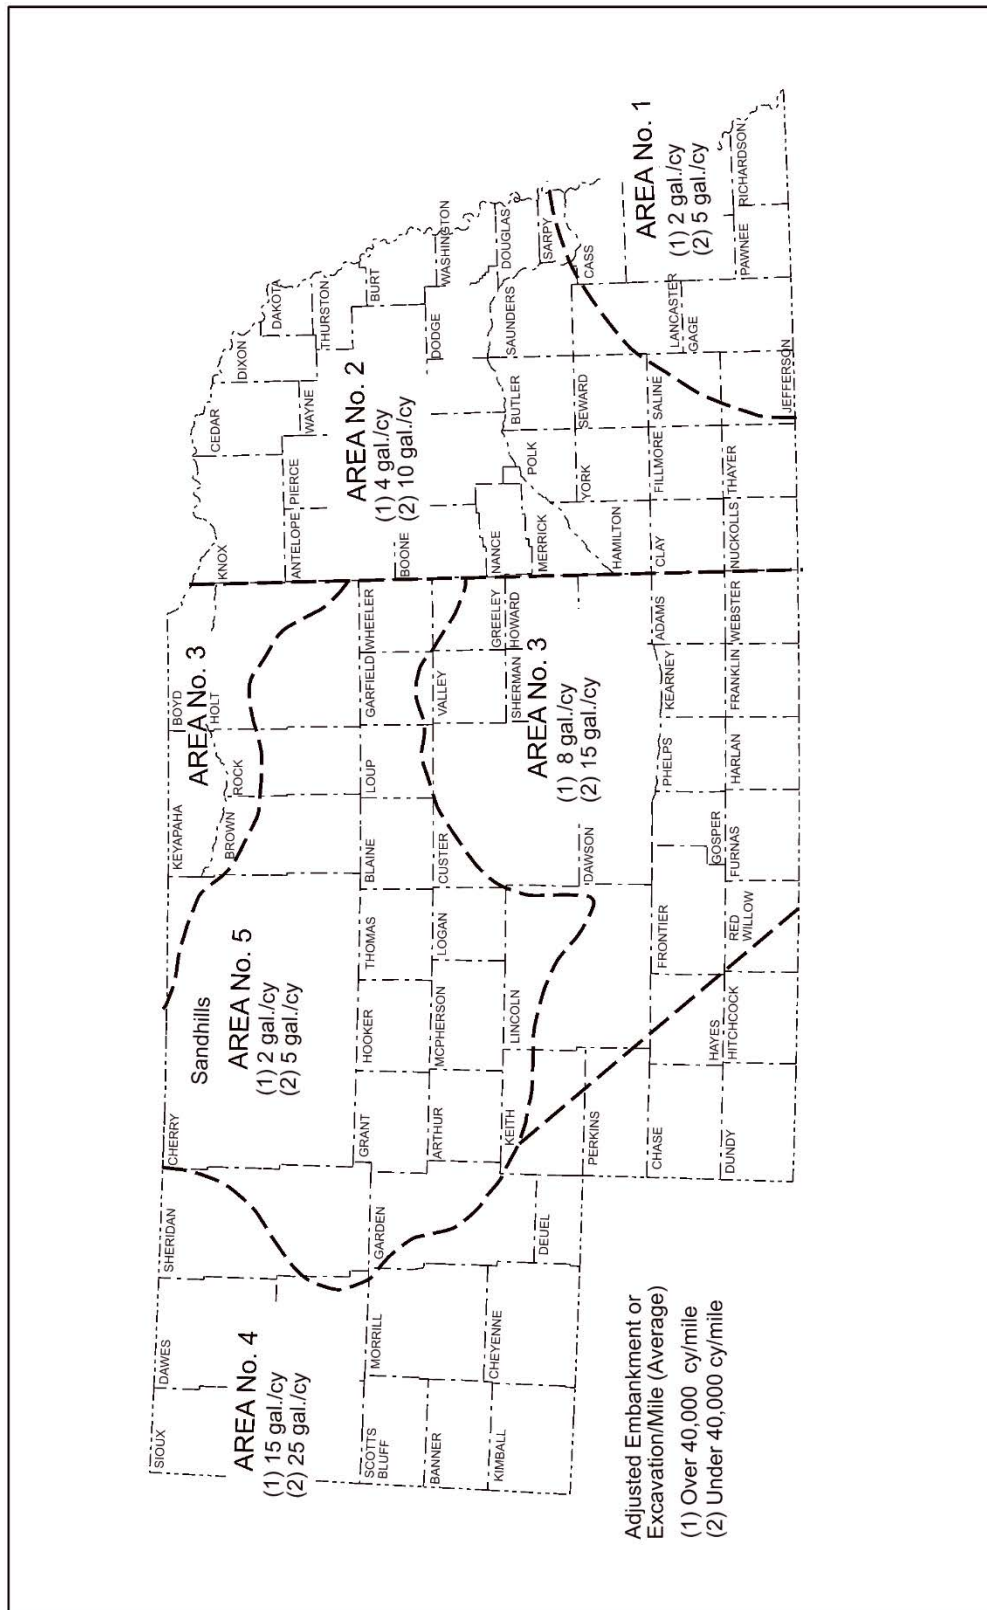 SIOUX
DAWES
SHERIDAN
CHERRY
KEYAPAHA
BOYD
HOLT
KNOX
CEDAR
DIXON
DAKOTA
AREA No. 4
(1) 15 gal./cy
(2) 25 gal./cy
Sandhills
AREA No. 5
(1) 2 gal./cy
(2) 5 gal./cy
BROWN
ROCK
AREA No. 3
ANTELOPE
PIERCE
WAYNE
THURSTON
SCOTTS
BLUFF
MORRILL
GARDEN
GRANT
HOOKER
THOMAS
BLAINE
LOUP
GARFIELD
WHEELER
BOONE
AREA No. 2
(1) 4 gal./cy
(2) 10 gal./cy
BURT
BANNER
ARTHUR
MCPHERSON
LOGAN
CUSTER
VALLEY
GREELEY
NANCE
DODGE
WASHINGTON
KIMBALL
CHEYENNE
DEUEL
KEITH
LINCOLN
SHERMAN
HOWARD
AREA No. 3
(1) 8 gal./cy
(2) 15 gal./cy
MERRICK
POLK
BUTLER
SAUNDERS
DOUGLAS
SARPY
PERKINS
DAWSON
HAMILTON
YORK
SEWARD
CASS
CHASE
FRONTIER
PHELPS
KEARNEY
ADAMS
CLAY
FILLMORE
SALINE
LANCASTER
GAGE
AREA No. 1
(1) 2 gal./cy
(2) 5 gal./cy
DUNDY
HAYES
HITCHCOCK
RED
WILLOW
GOSPER
FURNAS
HARLAN
FRANKLIN
WEBSTER
NUCKOLLS
THAYER
JEFFERSON
PAWNEE
RICHARDSON
Adjusted Embankment or
Excavation/Mile (Average)
(1) Over 40,000 cy/mile
(2) Under 40,000 cy/mile